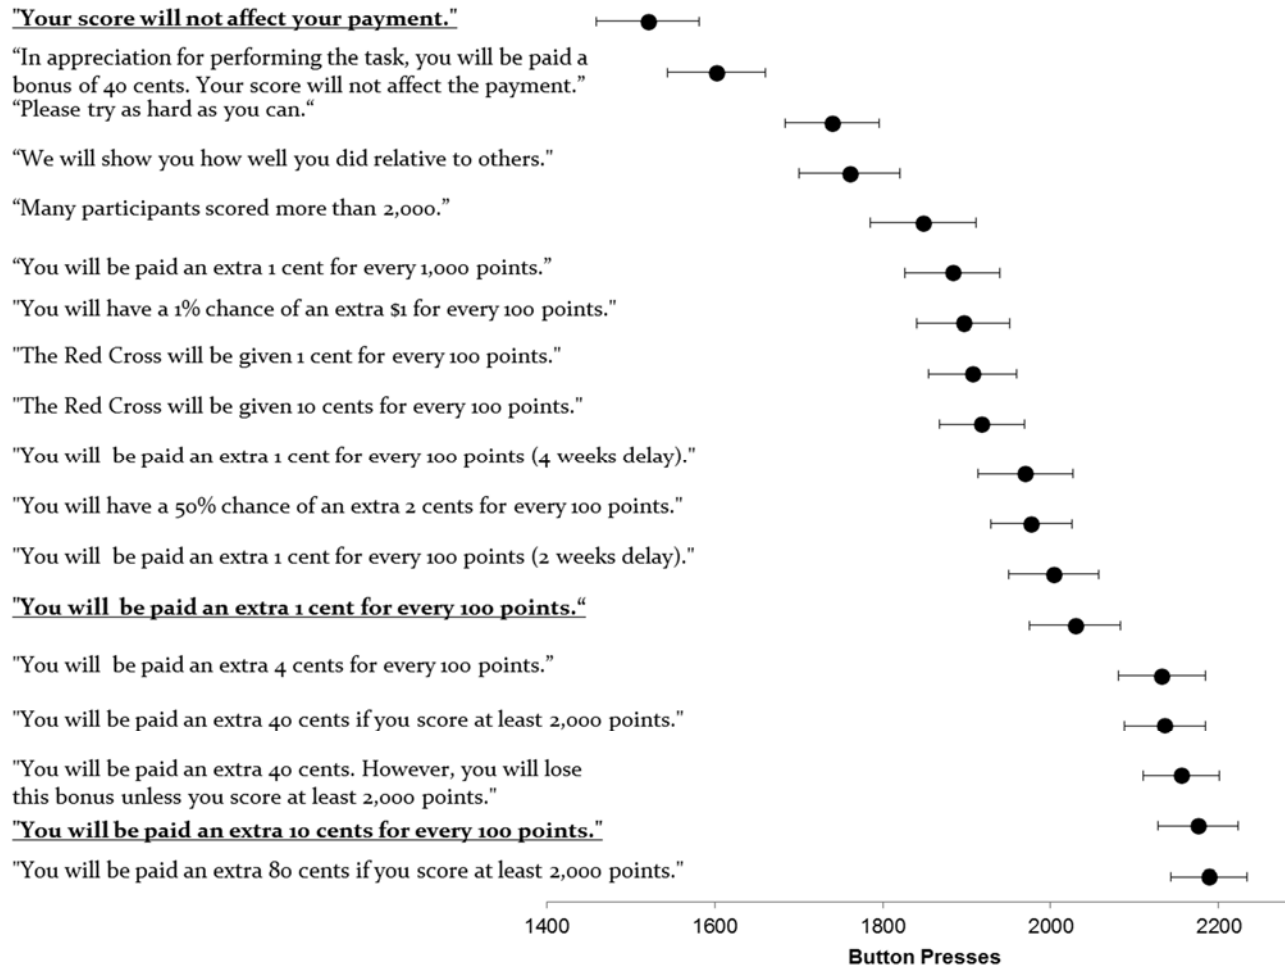 "Your score will not affect your payment."
“In appreciation for performing the task, you will be paid a
bonus of 40 cents. Your score will not affect the payment.”
“Please try as hard as you can.“
“We will show you how well you did relative to others."
“Many participants scored more than 2,000.”
“You will be paid an extra 1 cent for every 1,000 points.”
"You will have a 1% chance of an extra $1 for every 100 points."
"The Red Cross will be given 1 cent for every 100 points."
"The Red Cross will be given 10 cents for every 100 points."
"You will  be paid an extra 1 cent for every 100 points (4 weeks delay)."
"You will have a 50% chance of an extra 2 cents for every 100 points."
"You will  be paid an extra 1 cent for every 100 points (2 weeks delay)."
"You will  be paid an extra 1 cent for every 100 points.“
"You will  be paid an extra 4 cents for every 100 points.”
"You will be paid an extra 40 cents if you score at least 2,000 points."
"You will be paid an extra 40 cents. However, you will lose
this bonus unless you score at least 2,000 points."
"You will be paid an extra 10 cents for every 100 points."
"You will be paid an extra 80 cents if you score at least 2,000 points."
1400 1600 1800 2000 2200
Button Presses